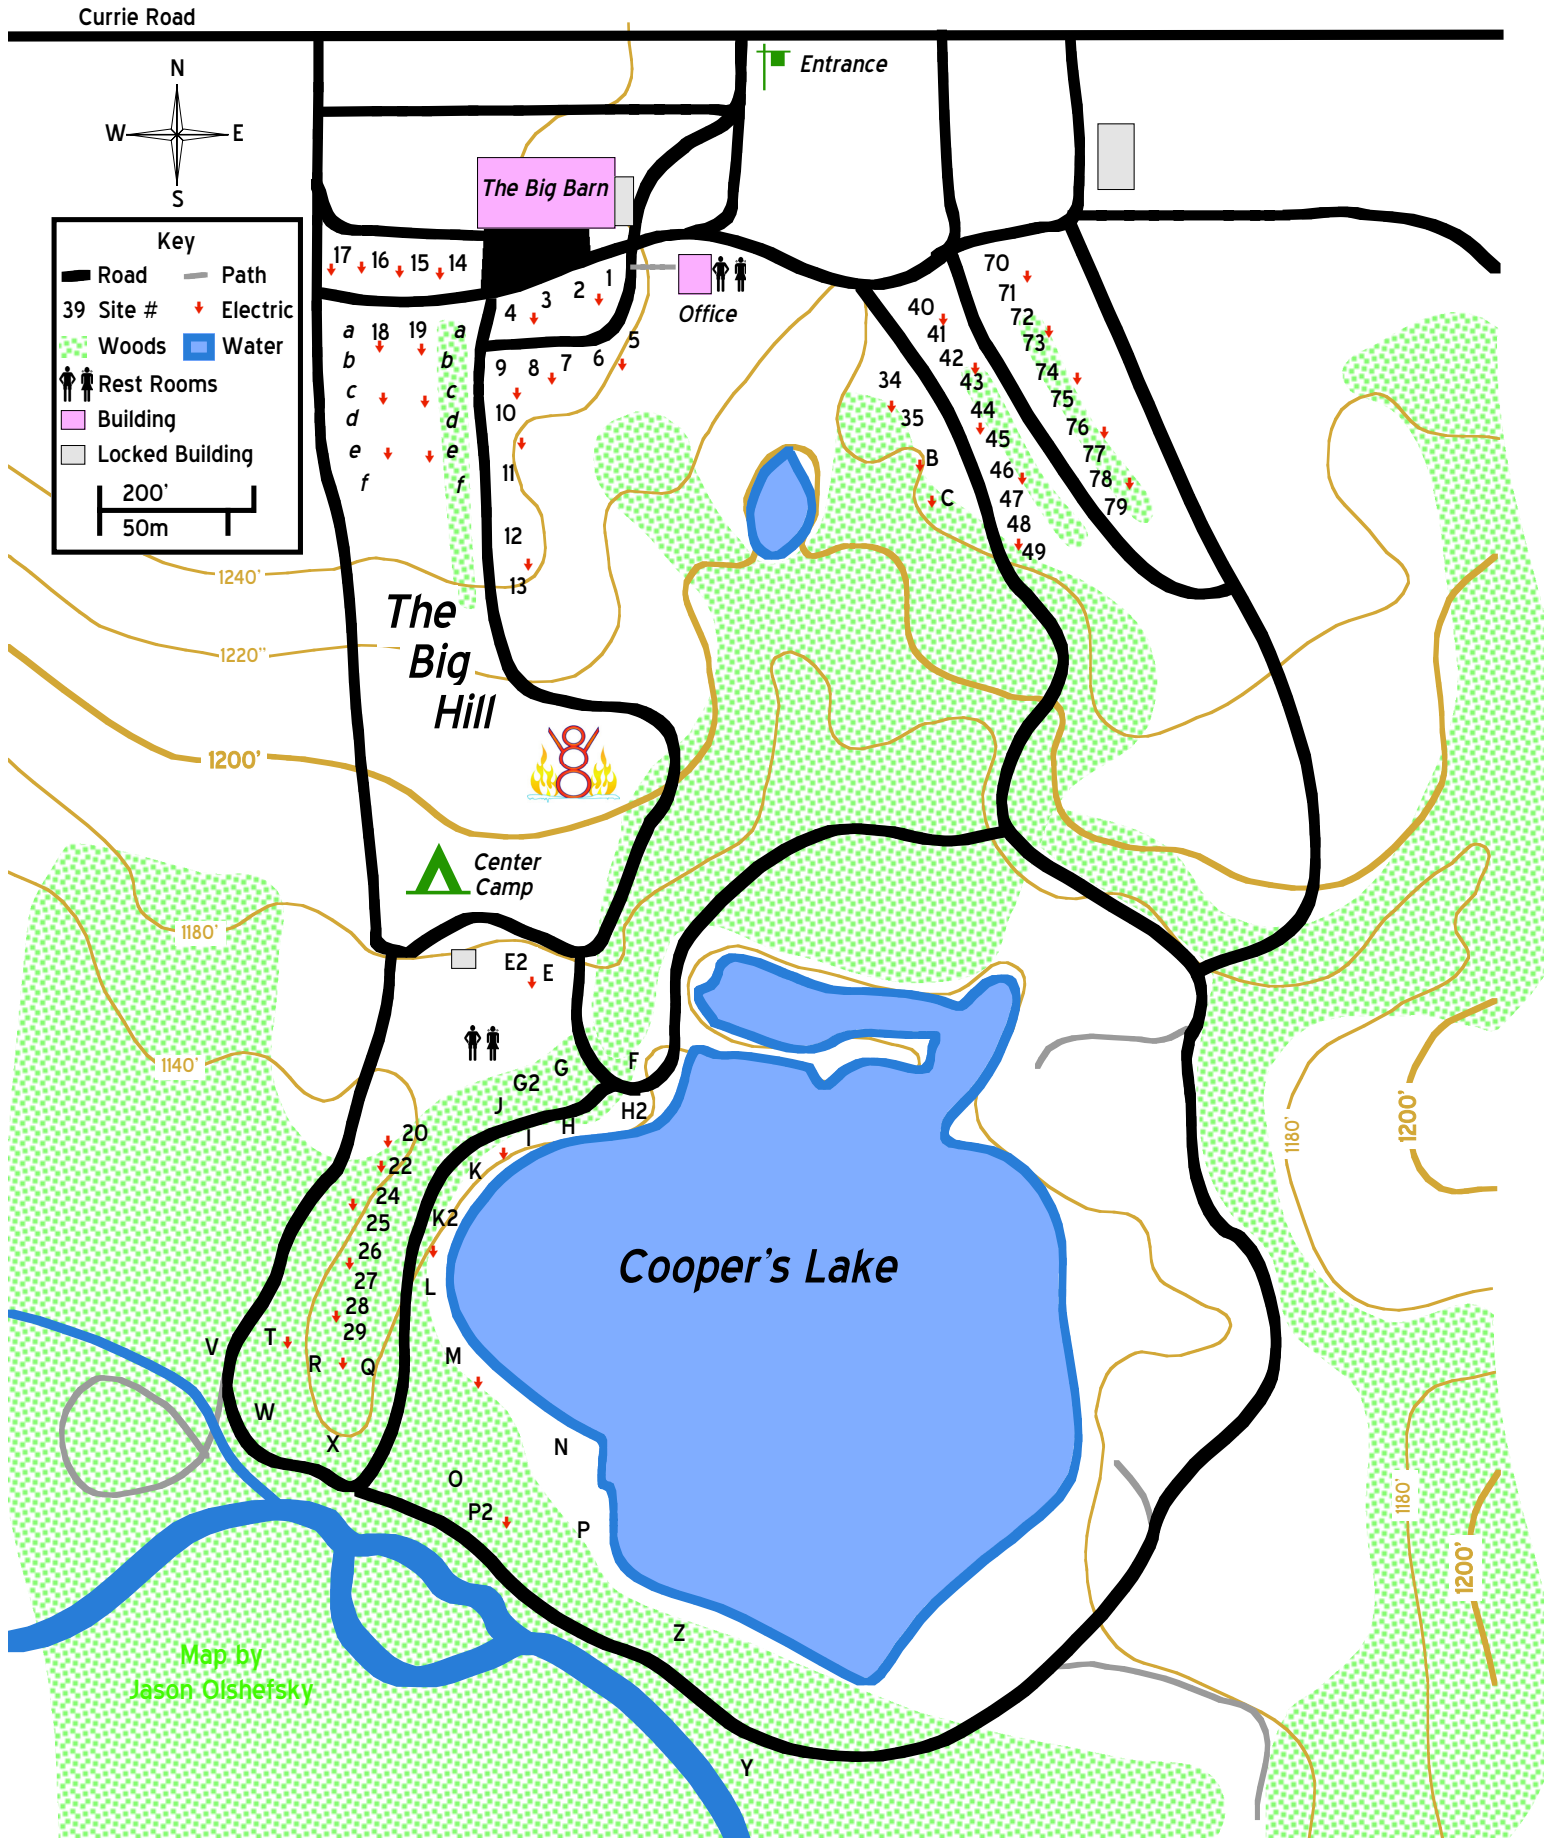 Currie Road
Entrance
N
W E
S
The Big Barn
Key
Road Path
39 Site # Electric
Woods Water
Rest Rooms
Building
Locked Building
200'
50m
17 16 15 14
1
2
3
4
Office
a 18 19 a
b b
c c
d d
e e
f f
5
6
7
8
9
10
11
12
13
34
35
B
C
40
41
42
43
44
45
46
47
48
49
70
71
72
73
74
75
76
77
78
79
1240'
1220''
1200'
1180'
1140'
The
Big
Hill
Center
Camp
E2 E
F
G
G2
J
H2
H
I
K
K2
L
20
22
24
25
26
27
28
29
T
V
R Q
W
X
M
N
O
P2
P
Z
Y
Cooper's Lake
1180'
1200'
1180'
1200'
Map by
Jason Olshefsky